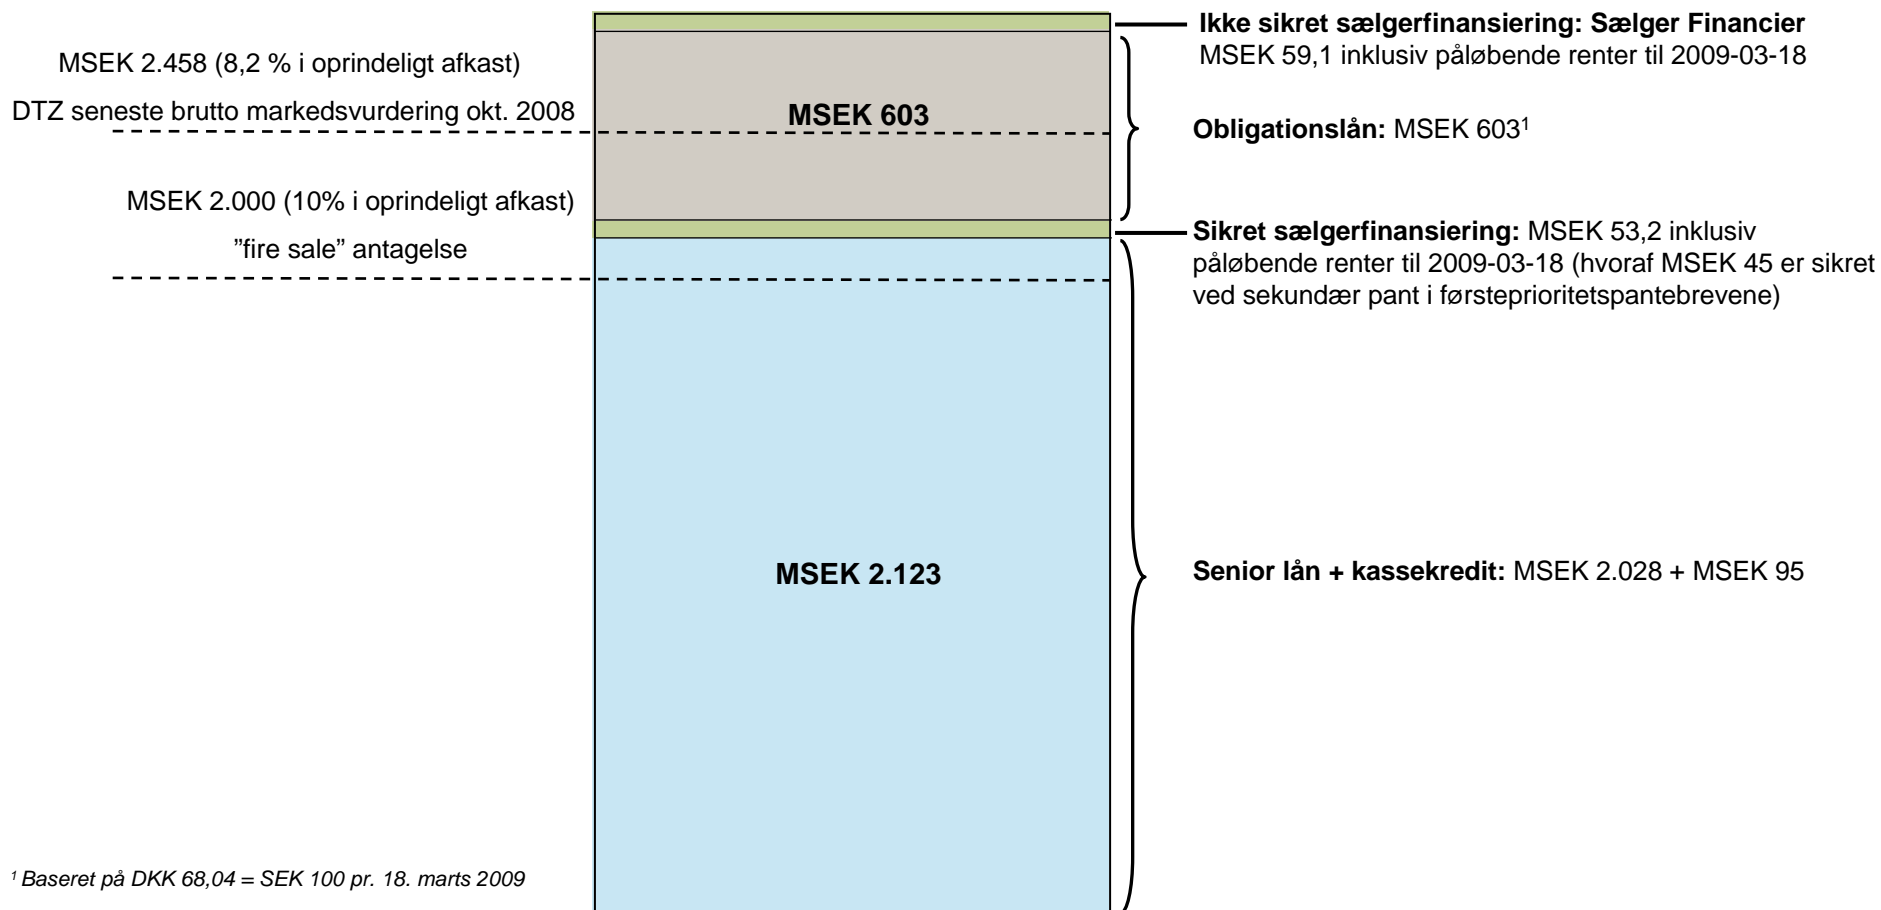 MSEK 2.458 (8,2 % i oprindeligt afkast)
DTZ seneste brutto markedsvurdering okt. 2008
MSEK 2.000 (10% i oprindeligt afkast)
”fire sale” antagelse
MSEK 603
MSEK 2.123
Ikke sikret sælgerfinansiering: Sælger Financier
MSEK 59,1 inklusiv påløbende renter til 2009-03-18
Obligationslån: MSEK 603¹
Sikret sælgerfinansiering: MSEK 53,2 inklusiv
påløbende renter til 2009-03-18 (hvoraf MSEK 45 er sikret
ved sekundær pant i førsteprioritetspantebrevene)
Senior lån + kassekredit: MSEK 2.028 + MSEK 95
¹ Baseret på DKK 68,04 = SEK 100 pr. 18. marts 2009